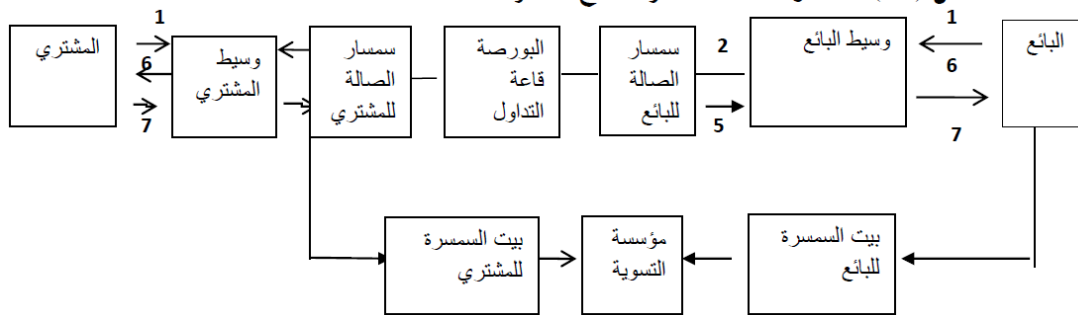 1
6
7
المشتري
وسيط
المشتري
سمسار
الصالة
للمشتري
البورصة
قاعة
التداول
سمسار
الصالة
للبائع
2
5
وسيط البائع
1
6
7
البائع
بيت السمسرة
للمشتري
مؤسسة
التسوية
بيت السمسرة
للبائع